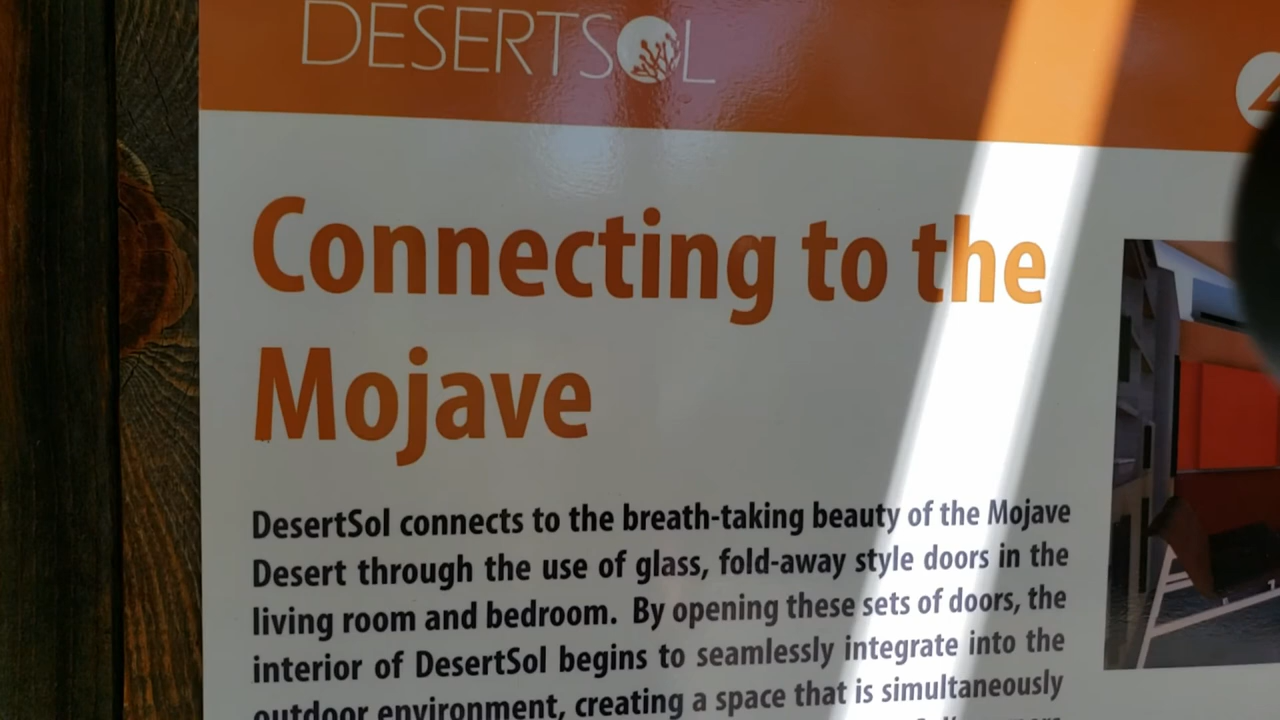 DESERTSOL
Connecting to the
Mojave
DesertSol connects to the breath-taking beauty of the Mojave
Desert through the use of glass, fold-away style doors in the
living room and bedroom. By opening these sets of doors, the
interior of DesertSol begins to seamlessly integrate into the
outdoor environment, creating a space that is simultaneously